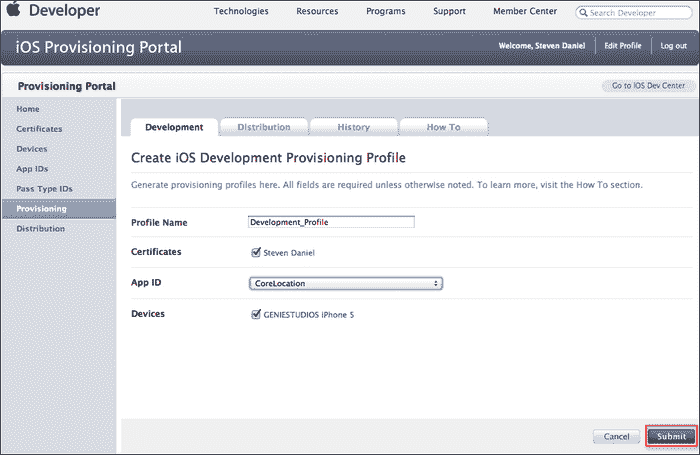 Developer
Technologies Resources Programs Support Member Center Search Developer
iOS Provisioning Portal
Welcome, Steven Daniel Edit Profile Log out
Provisioning Portal
Go to iOS Dev Center
Home
Certificates
Devices
App IDs
Pass Type IDs
Provisioning
Distribution
Development Distribution History How To
Create iOS Development Provisioning Profile
Generate provisioning profiles here. All fields are required unless otherwise noted. To learn more, visit the How To section.
Profile Name Development_Profile
Certificates Steven Daniel
App ID CoreLocation
Devices GENIESTUDIOS iPhone 5
Cancel Submit